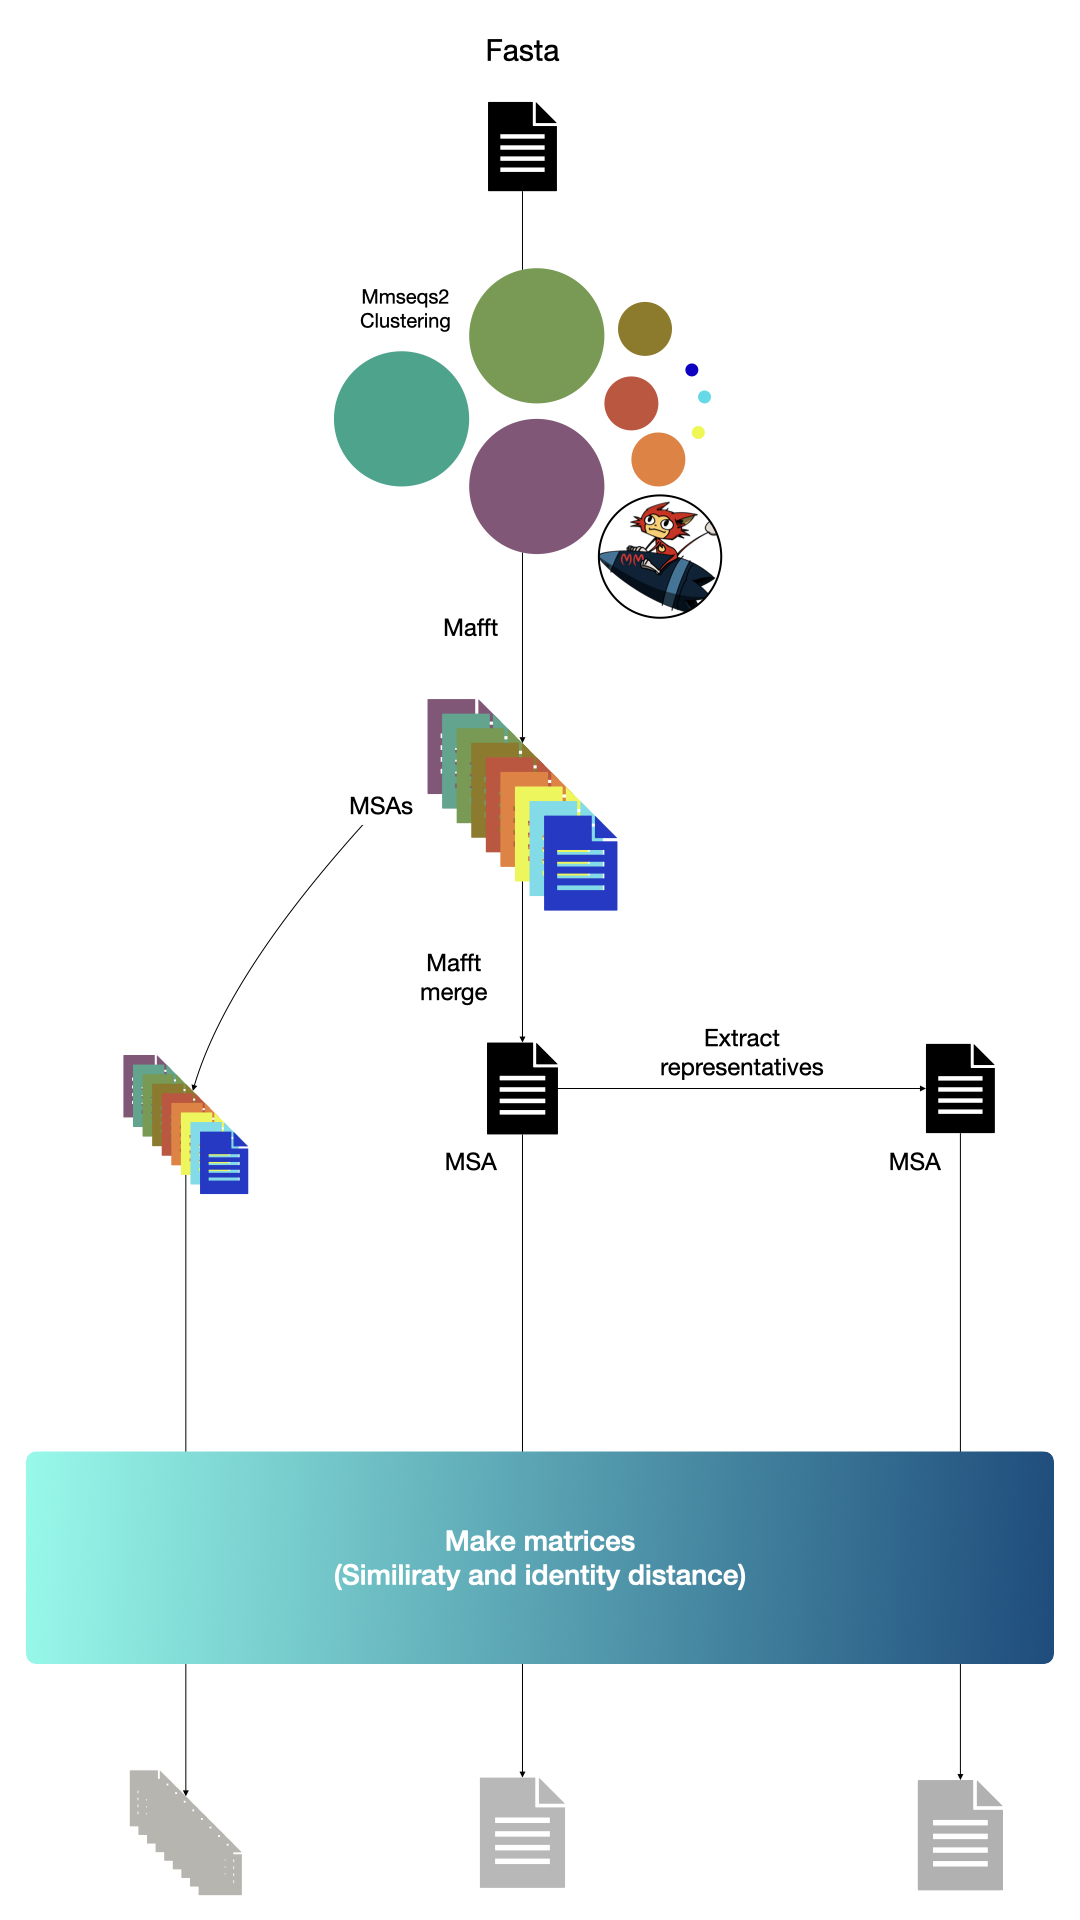 Fasta
Mmseqs2
Clustering
MM
Mafft
MSAs
Mafft
merge
Extract
representatives
MSA
MSA
Make matrices
(Similiraty and identity distance)